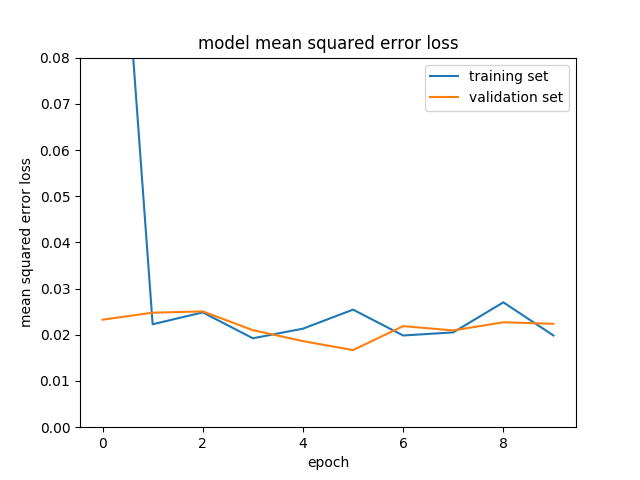 model mean squared error loss
0.08
0.07
0.06
0.05
0.04
0.03
0.02
0.01
0.00
mean squared error loss
training set
validation set
0 2 4 6 8
epoch